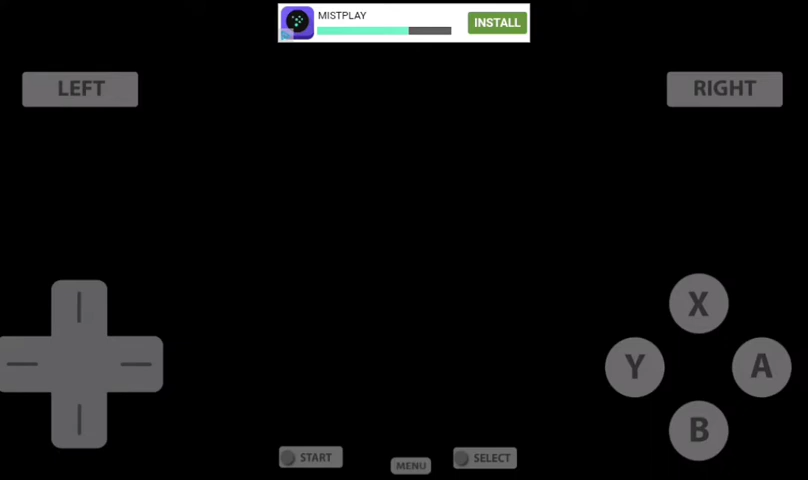 MISTPLAY
INSTALL
LEFT
RIGHT
X
Y
A
B
START
MENU
SELECT